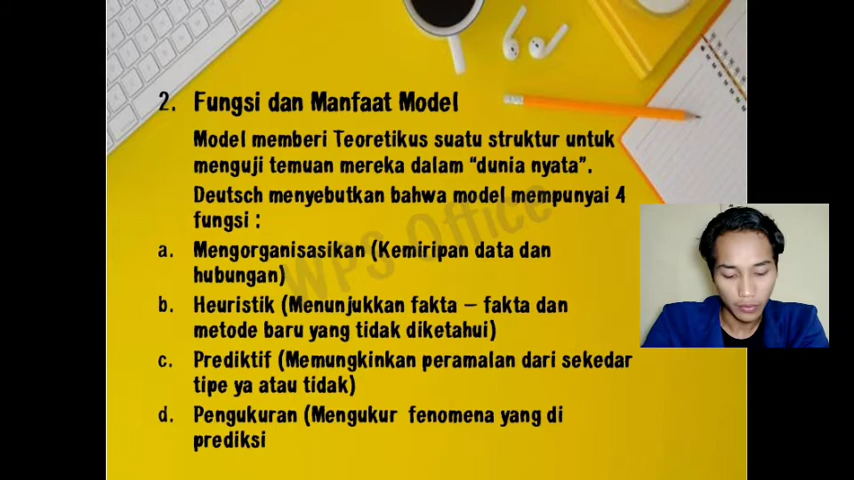 2. Fungsi dan Manfaat Model
Model memberi Teoretikus suatu struktur untuk
menguji temuan mereka dalam “dunia nyata”.
Deutsch menyebutkan bahwa model mempunyai 4
fungsi :
a. Mengorganisasikan (Kemiripan data dan
hubungan)
b. Heuristik (Menunjukkan fakta – fakta dan
metode baru yang tidak diketahui)
c. Prediktif (Memungkinkan peramalan dari sekedar
tipe ya atau tidak)
d. Pengukuran (Mengukur fenomena yang di
prediksi
WPS Office